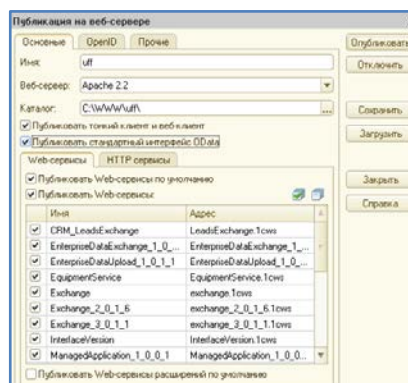 Публикация на веб-сервере
Основные OpenID Прочие
Опубликовать
Имя: uff
Отключить
Веб-сервер: Apache 2.2
Каталог: C:\WWW\uff\ ...
Сохранить
Публиковать тонкий клиент и веб-клиент
Загрузить
Публиковать стандартный интерфейс OData
Web-сервисы HTTP сервисы
Публиковать Web-сервисы по умолчанию
Закрыть
Публиковать Web-сервисы:
Справка
Имя Адрес
CRM_LeadsExchange LeadsExchange.1cws
EnterpriseDataExchange_1_0_... EnterpriseDataExchange_1_...
EnterpriseDataUpload_1_0_1_1 EnterpriseDataUpload_1_0_...
EquipmentService EquipmentService.1cws
Exchange exchange.1cws
Exchange_2_0_1_6 exchange_2_0_1_6.1cws
Exchange_3_0_1_1 exchange_3_0_1_1.1cws
InterfaceVersion InterfaceVersion.1cws
ManagedApplication_1_0_0_1 ManagedApplication_1_0_0...
Публиковать Web-сервисы расширений по умолчанию